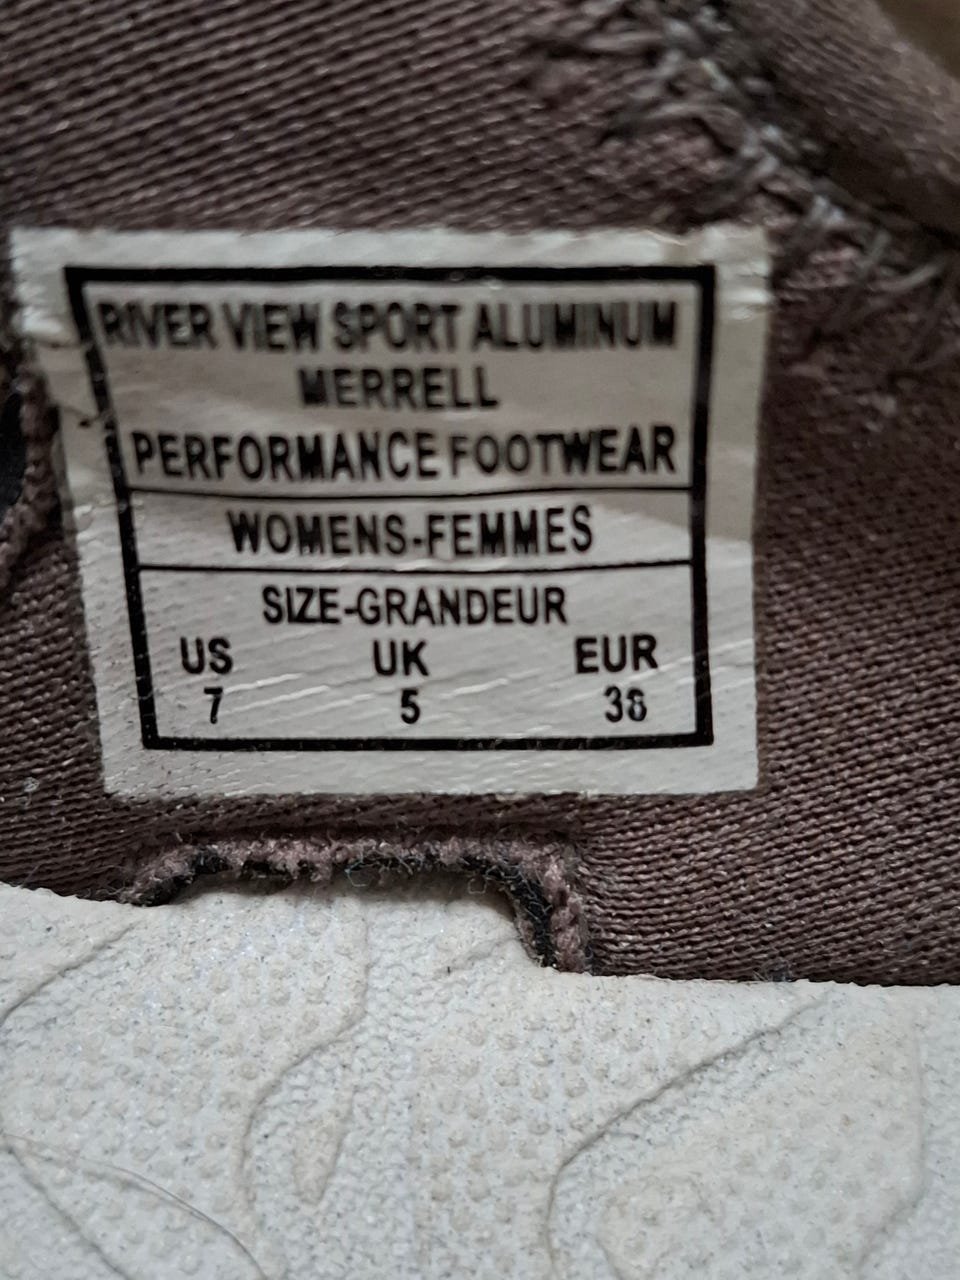 RIVER VIEW SPORT ALUMINUM
MERRELL
PERFORMANCE FOOTWEAR
WOMENS-FEMMES
SIZE-GRANDEUR
US UK EUR
7 5 38